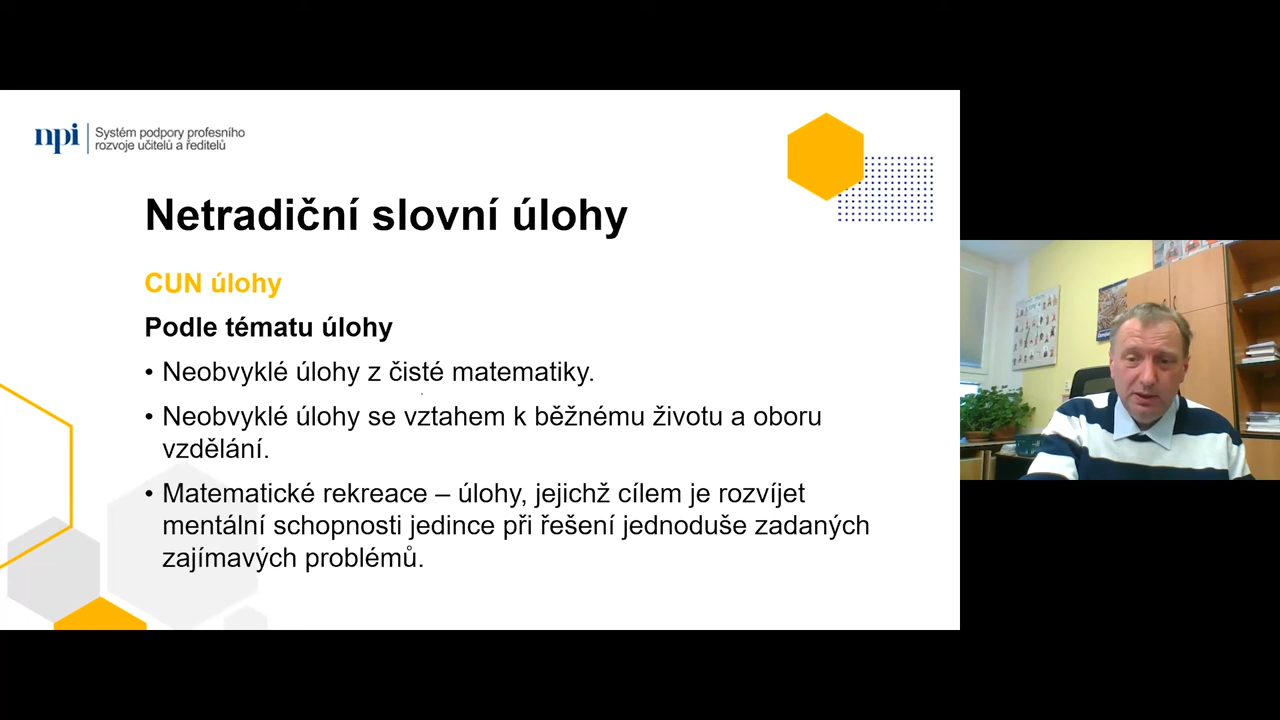 npi
Systém podpory profesního
rozvoje učitelů a ředitelů
Netradiční slovní úlohy
CUN úlohy
Podle tématu úlohy
• Neobvyklé úlohy z čisté matematiky.
• Neobvyklé úlohy se vztahem k běžnému životu a oboru
vzdělání.
• Matematické rekreace – úlohy, jejichž cílem je rozvíjet
mentální schopnosti jedince při řešení jednoduše zadaných
zajímavých problémů.